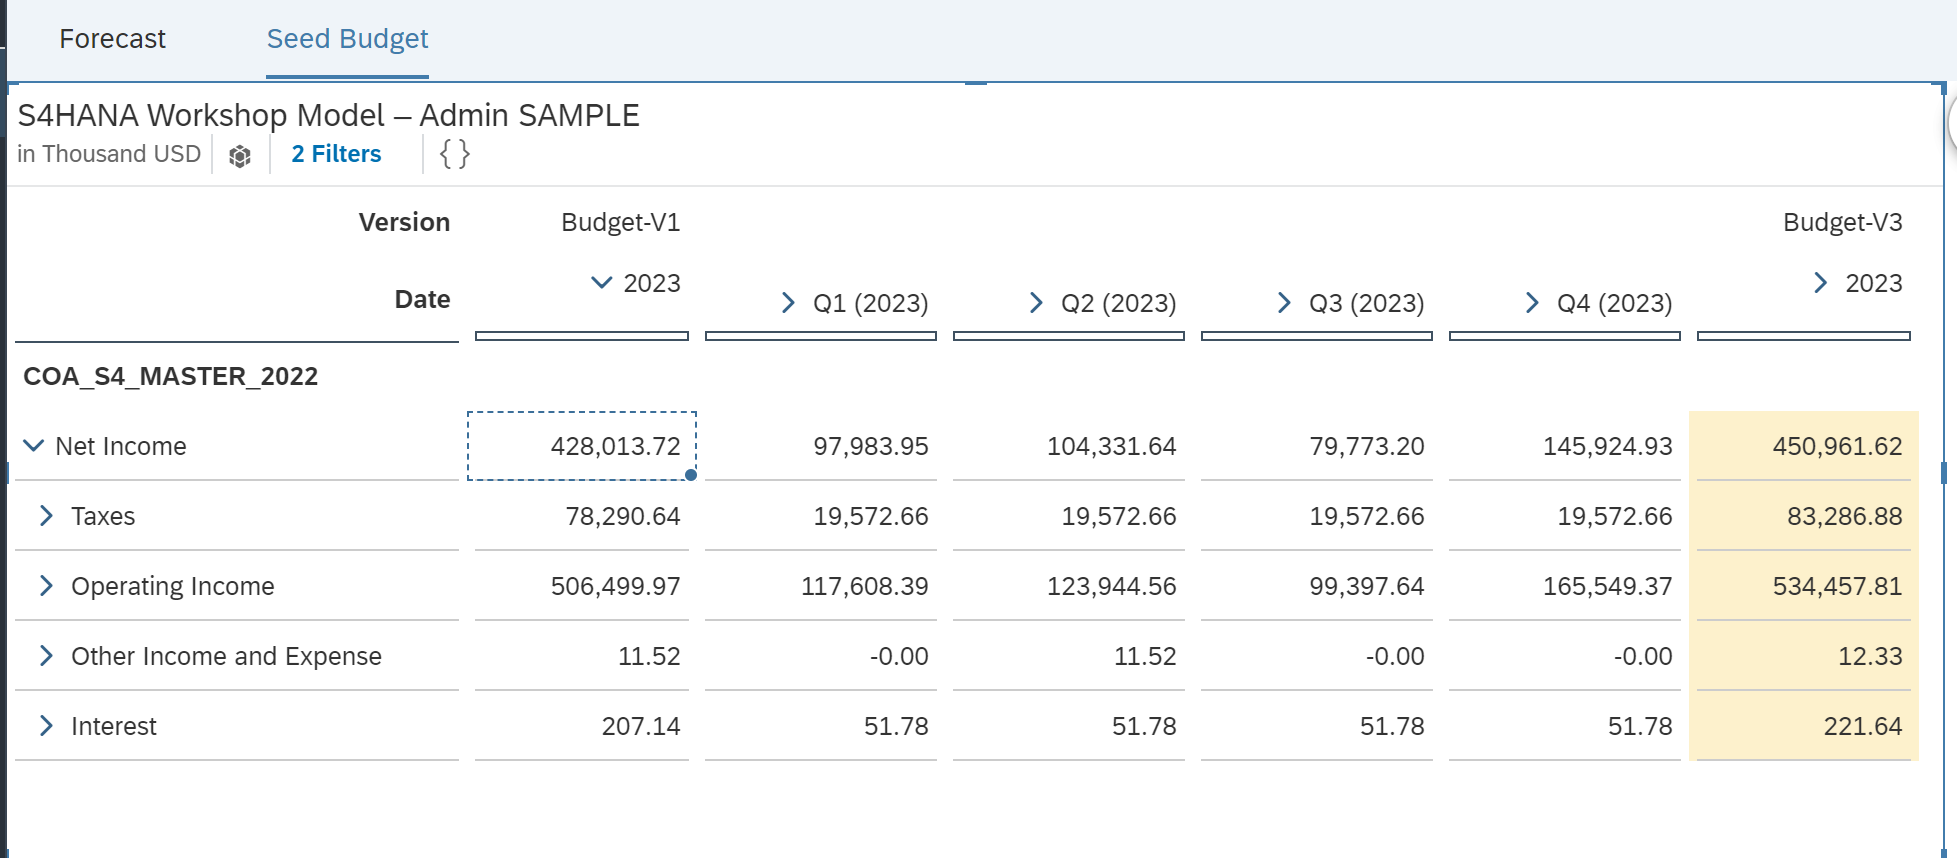 Forecast Seed Budget
S4HANA Workshop Model – Admin SAMPLE
in Thousand USD 2 Filters { }
Version Budget-V1 Budget-V3
Date 2023 Q1 (2023) Q2 (2023) Q3 (2023) Q4 (2023) 2023
COA_S4_MASTER_2022
Net Income 428,013.72 97,983.95 104,331.64 79,773.20 145,924.93 450,961.62
Taxes 78,290.64 19,572.66 19,572.66 19,572.66 19,572.66 83,286.88
Operating Income 506,499.97 117,608.39 123,944.56 99,397.64 165,549.37 534,457.81
Other Income and Expense 11.52 -0.00 11.52 -0.00 -0.00 12.33
Interest 207.14 51.78 51.78 51.78 51.78 221.64